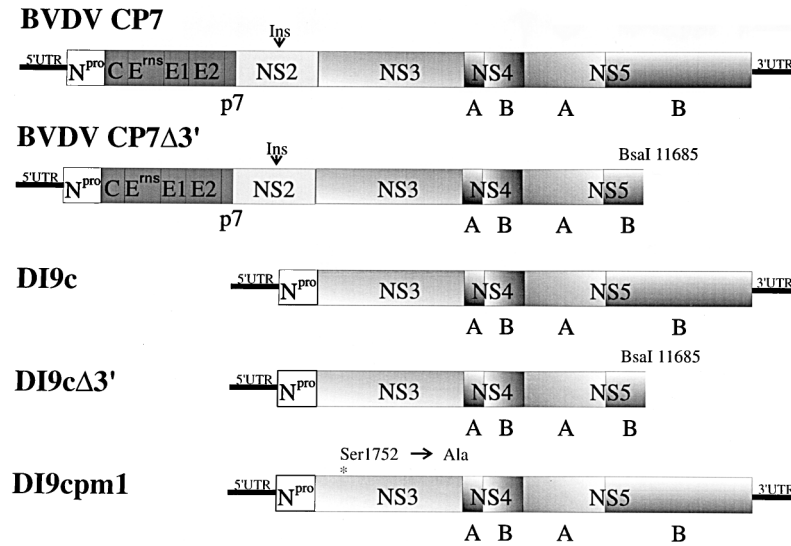 BVDV CP7
Ins
5'UTR
3'UTR
N^pro C E^rns E1 E2 NS2 NS3 NS4 NS5
p7 A B A B
BVDV CP7Δ3'
Ins
BsaI 11685
5'UTR
N^pro C E^rns E1 E2 NS2 NS3 NS4 NS5
p7 A B A B
DI9c
5'UTR
3'UTR
N^pro NS3 NS4 NS5
A B A B
BsaI 11685
DI9cΔ3'
5'UTR
N^pro NS3 NS4 NS5
A B A B
Ser1752 → Ala
*
DI9cpm1
5'UTR
3'UTR
N^pro NS3 NS4 NS5
A B A B